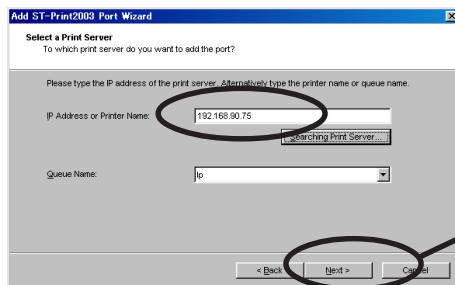 Add ST-Print2003 Port Wizard
Select a Print Server
To which print server do you want to add the port?
Please type the IP address of the print server. Alternatively type the printer name or queue name.
IP Address or Printer Name:
192.168.90.75
Searching Print Server...
Queue Name:
lp
< Back
Next >
Cancel